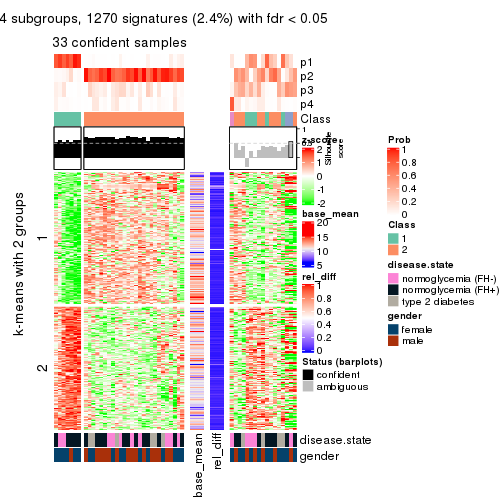 4 subgroups, 1270 signatures (2.4%) with fdr < 0.05
33 confident samples
p1
p2
p3
p4
Class
1
Silhouette
score
z-score
2
1
0
-1
-2
base_mean
20
15
10
5
rel_diff
1
0.8
0.6
0.4
0.2
0
Status (barplots)
confident
ambiguous
Prob
1
0.8
0.6
0.4
0.2
0
Class
1
2
disease.state
normoglycemia (FH-)
normoglycemia (FH+)
type 2 diabetes
gender
female
male
k-means with 2 groups
1
2
disease.state
gender
base_mean
rel_diff